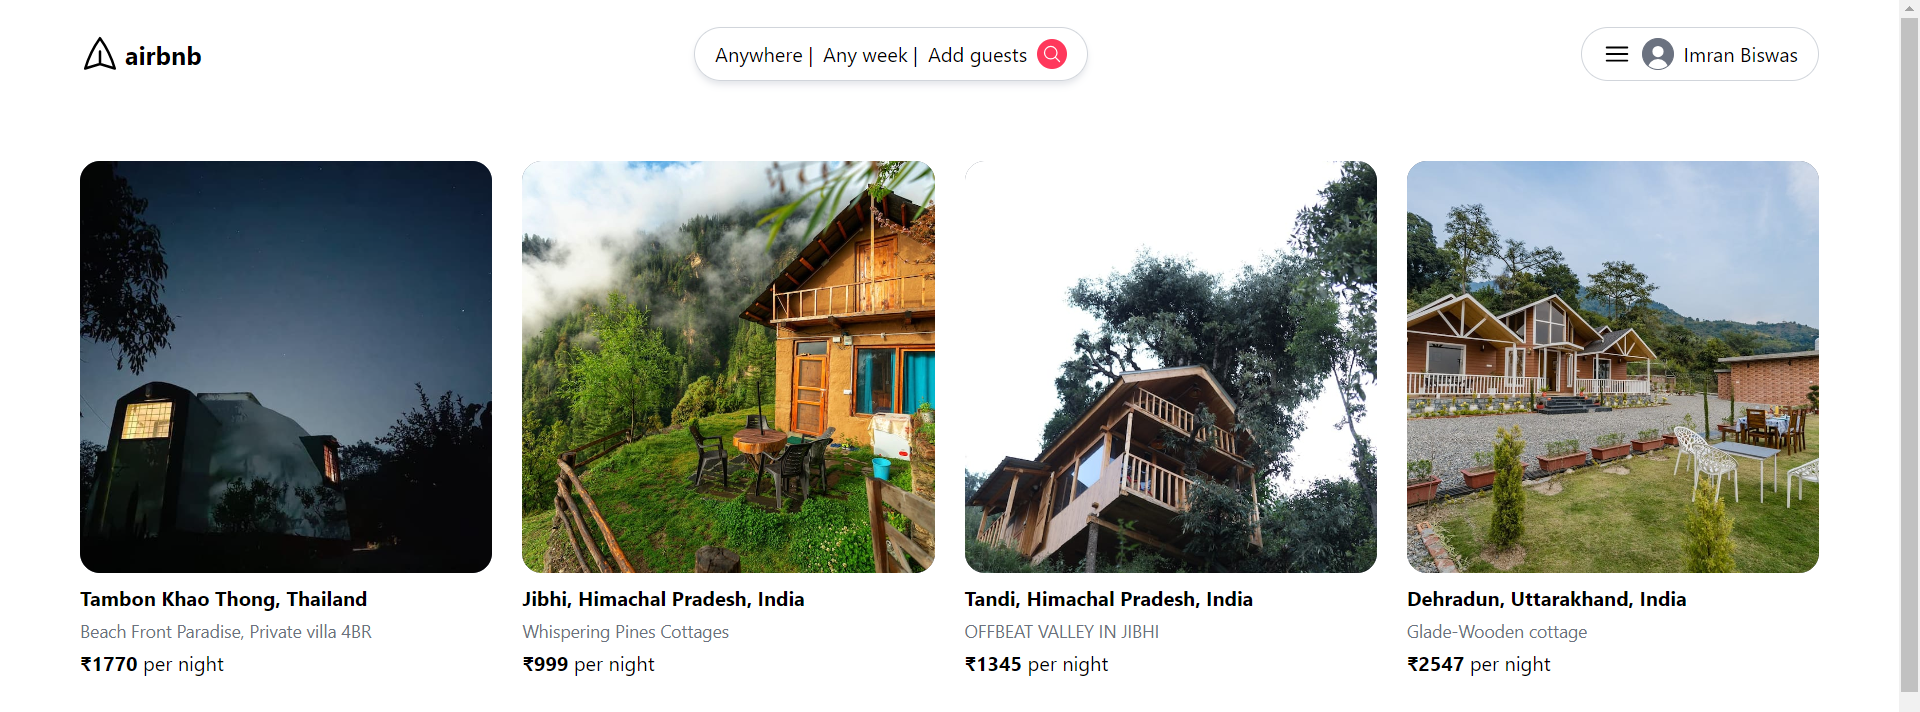 airbnb
Anywhere | Any week | Add guests
Imran Biswas
Tambon Khao Thong, Thailand
Beach Front Paradise, Private villa 4BR
₹1770 per night
Jibhi, Himachal Pradesh, India
Whispering Pines Cottages
₹999 per night
Tandi, Himachal Pradesh, India
OFFBEAT VALLEY IN JIBHI
₹1345 per night
Dehradun, Uttarakhand, India
Glade-Wooden cottage
₹2547 per night